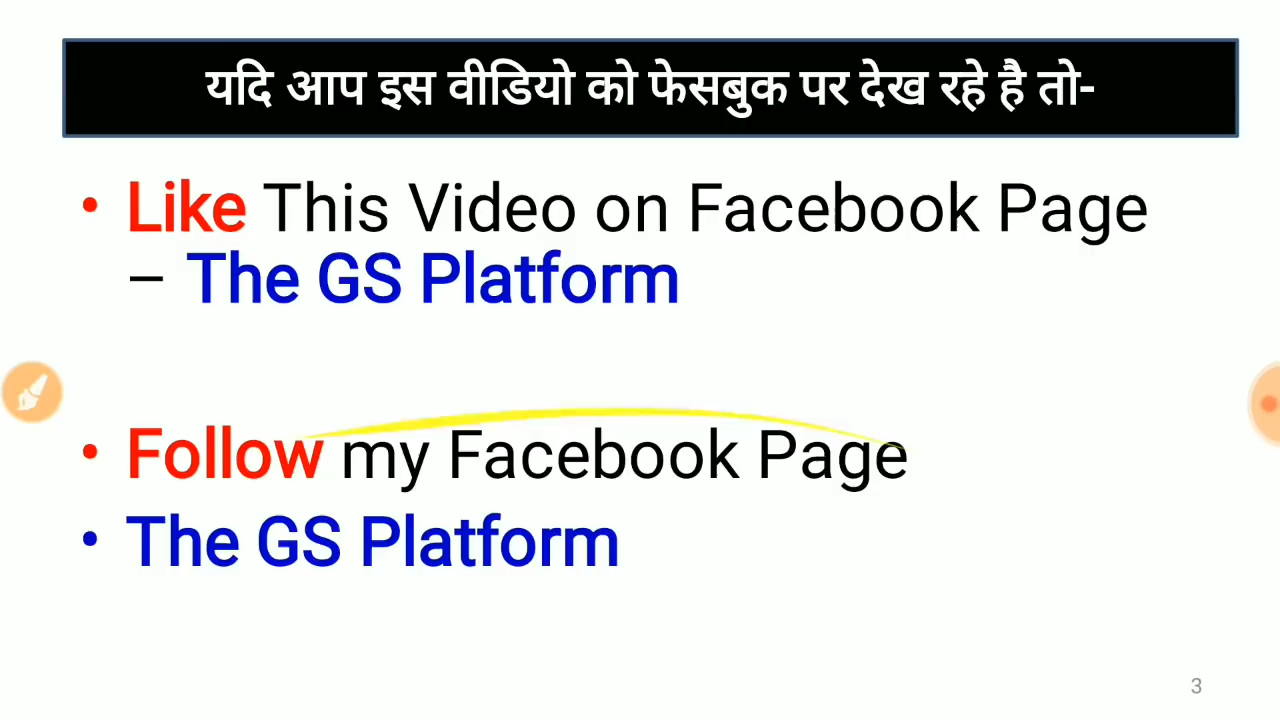 यदि आप इस वीडियो को फेसबुक पर देख रहे है तो-
• Like This Video on Facebook Page
– The GS Platform
• Follow my Facebook Page
• The GS Platform
3